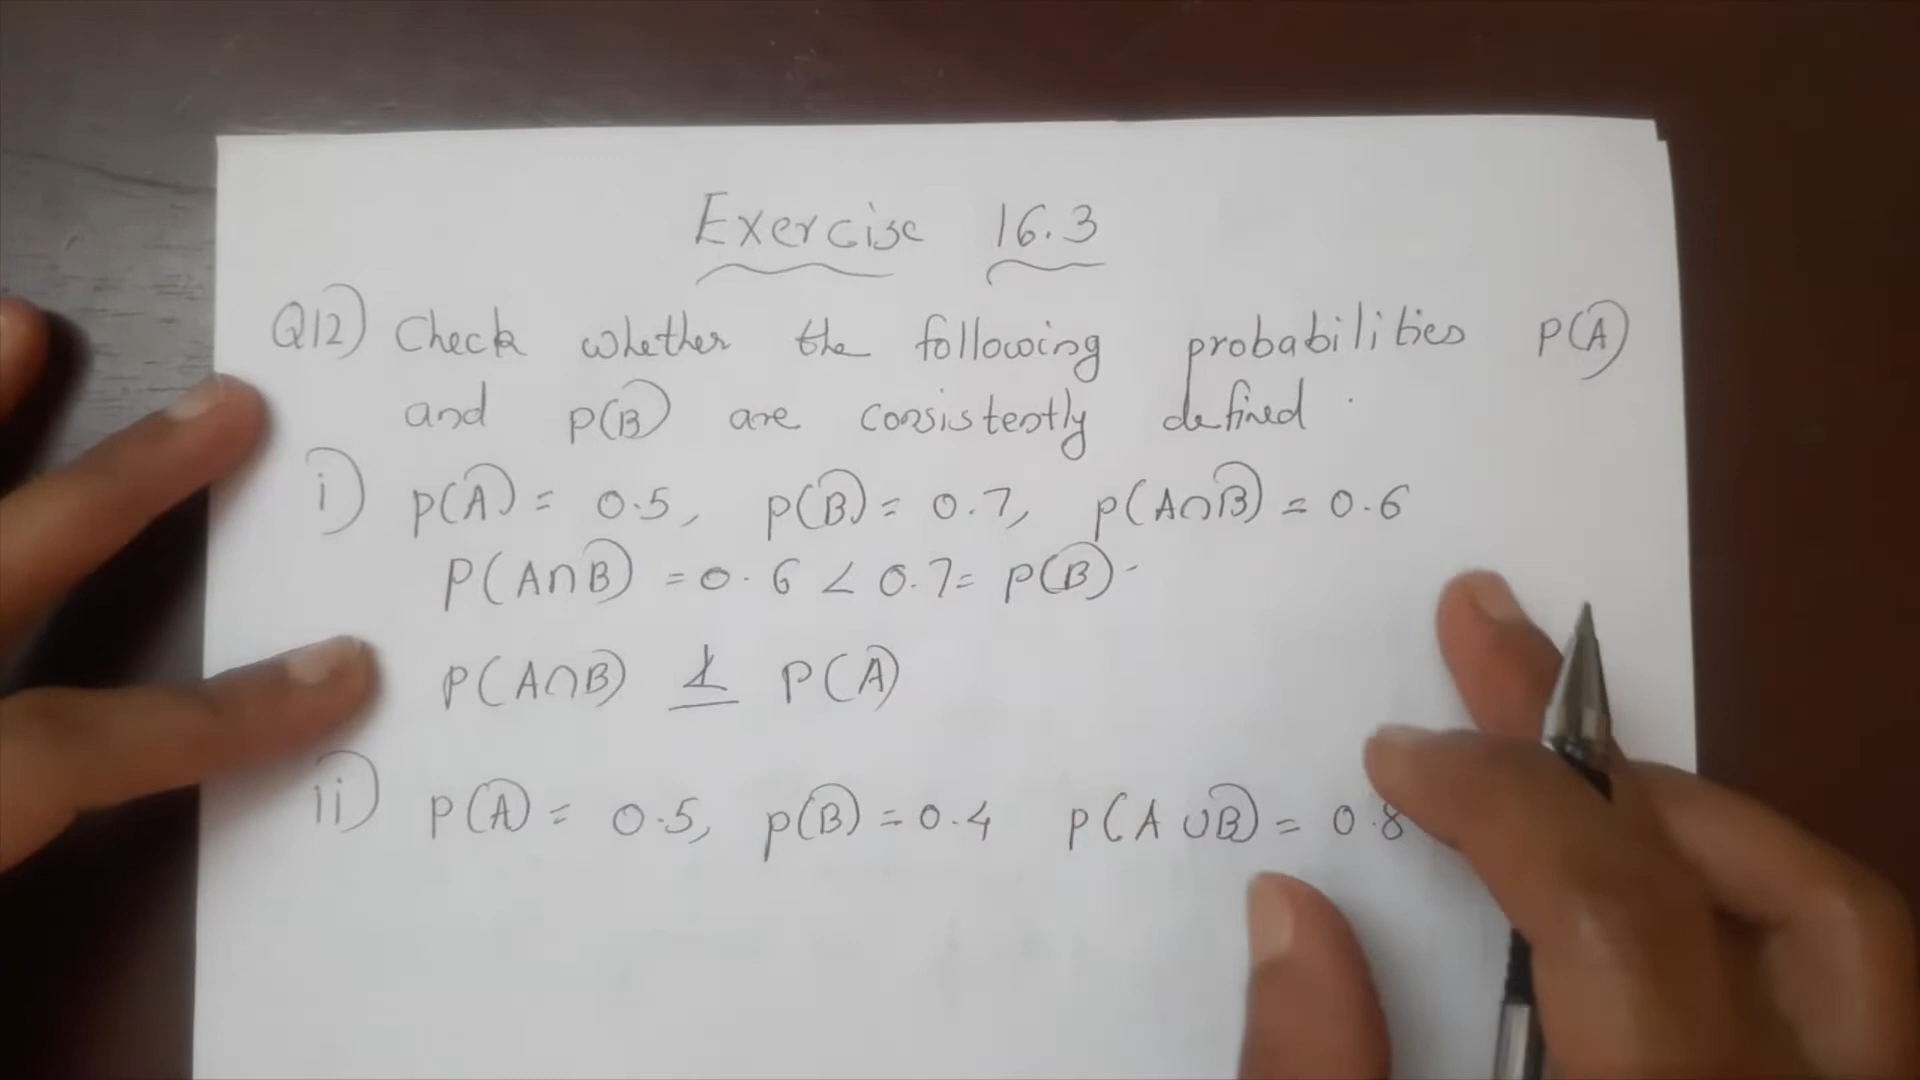 Exercise 16.3
Q12) Check whether the following probabilities P(A)
and P(B) are consistently defined.
i) P(A) = 0.5, P(B) = 0.7, P(A∩B) = 0.6
P(A∩B) = 0.6 < 0.7 = P(B).
P(A∩B) ≰ P(A)
ii) P(A) = 0.5, P(B) = 0.4 P(A∪B) = 0.8